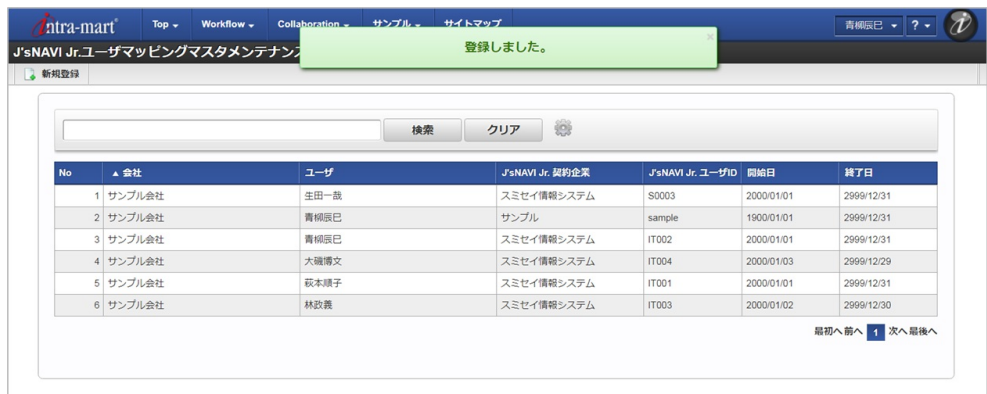 intra-mart Top Workflow Collaboration サンプル サイトマップ 青柳辰巳 ?
J'sNAVI Jr.ユーザマッピングマスタメンテナンス
登録しました。 ×
新規登録
検索 クリア
No ▲ 会社 ユーザ J'sNAVI Jr. 契約企業 J'sNAVI Jr. ユーザID 開始日 終了日
1 サンプル会社 生田一哉 スミセイ情報システム S0003 2000/01/01 2999/12/31
2 サンプル会社 青柳辰巳 サンプル sample 1900/01/01 2999/12/31
3 サンプル会社 青柳辰巳 スミセイ情報システム IT002 2000/01/01 2999/12/31
4 サンプル会社 大磯博文 スミセイ情報システム IT004 2000/01/03 2999/12/29
5 サンプル会社 萩本順子 スミセイ情報システム IT001 2000/01/01 2999/12/31
6 サンプル会社 林政義 スミセイ情報システム IT003 2000/01/02 2999/12/30
最初へ 前へ 1 次へ 最後へ